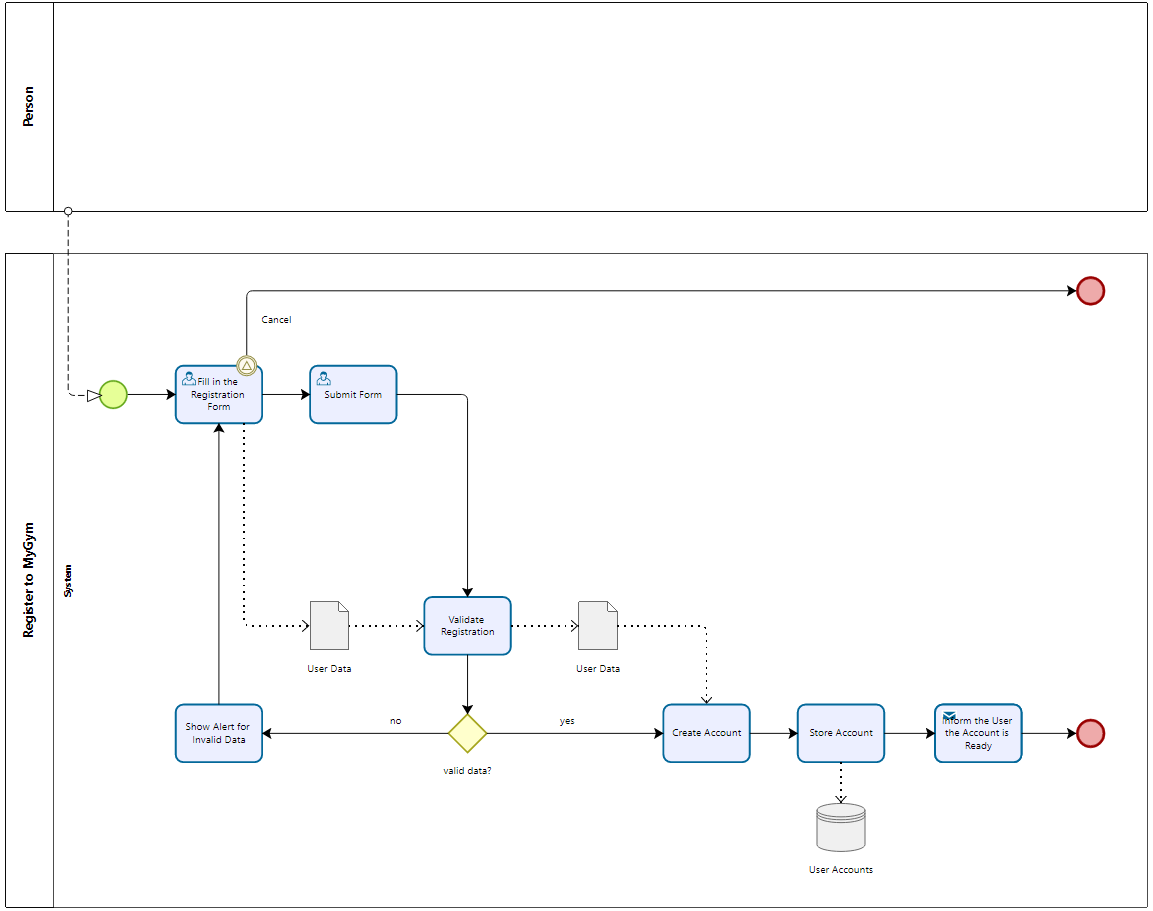 Person
Register to MyGym
System
Cancel
Fill in the
Registration
Form
Submit Form
Validate
Registration
User Data
User Data
Show Alert for
Invalid Data
no
yes
valid data?
Create Account
Store Account
Inform the User
the Account is
Ready
User Accounts